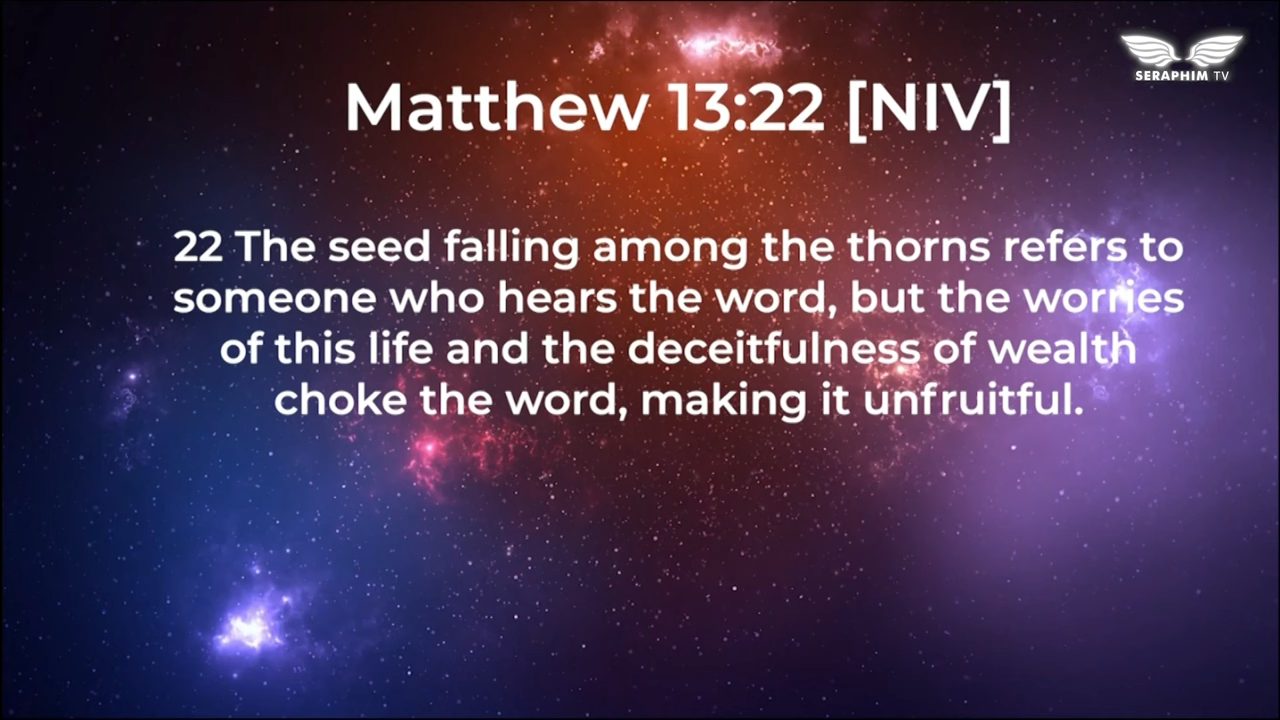 SERAPHIM TV
Matthew 13:22 [NIV]
22 The seed falling among the thorns refers to
someone who hears the word, but the worries
of this life and the deceitfulness of wealth
choke the word, making it unfruitful.